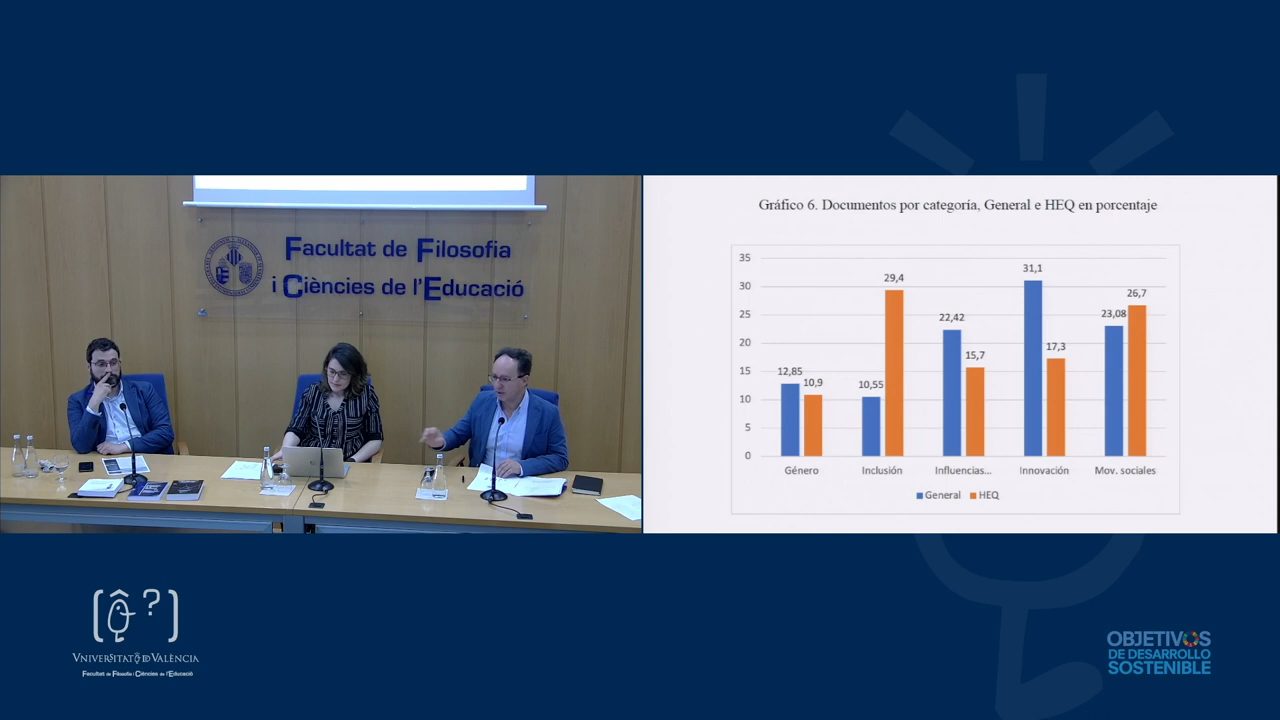 Facultat de Filosofia
i Ciències de l'Educació
Gráfico 6. Documentos por categoría, General e HEQ en porcentaje
35
30
25
20
15
10
5
0
12,85
10,9
10,55
29,4
22,42
15,7
31,1
17,3
23,08
26,7
Género
Inclusión
Influencias...
Innovación
Mov. sociales
General
HEQ
[Ô ?]
VNIVERSITAT ID VALÈNCIA
Facultat de Filosofia i Ciències de l'Educació
OBJETIVOS
DE DESARROLLO
SOSTENIBLE